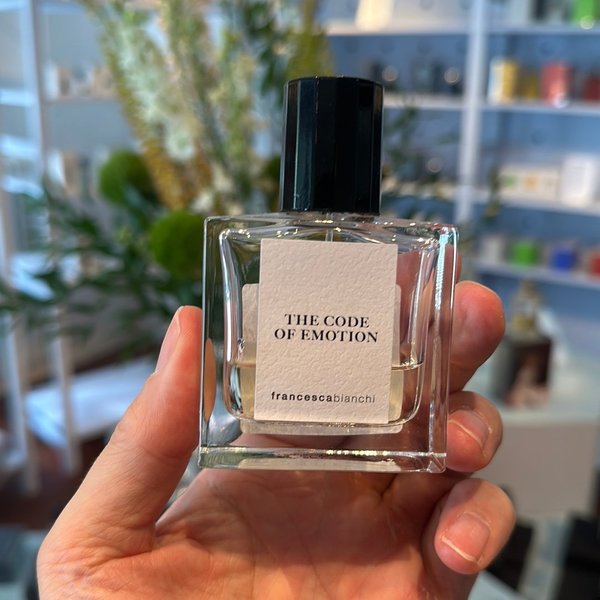 THE CODE
OF EMOTION
francescabianchi